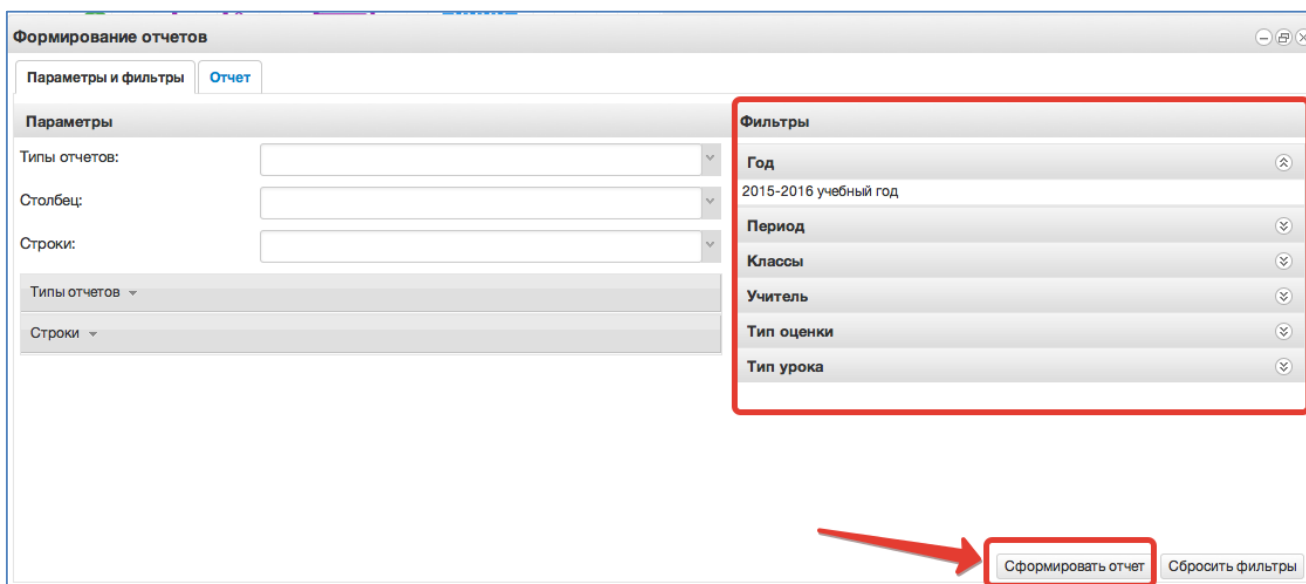 Формирование отчетов
Параметры и фильтры
Отчет
Параметры
Типы отчетов:
Столбец:
Строки:
Типы отчетов
Строки
Фильтры
Год
2015-2016 учебный год
Период
Классы
Учитель
Тип оценки
Тип урока
Сформировать отчет
Сбросить фильтры